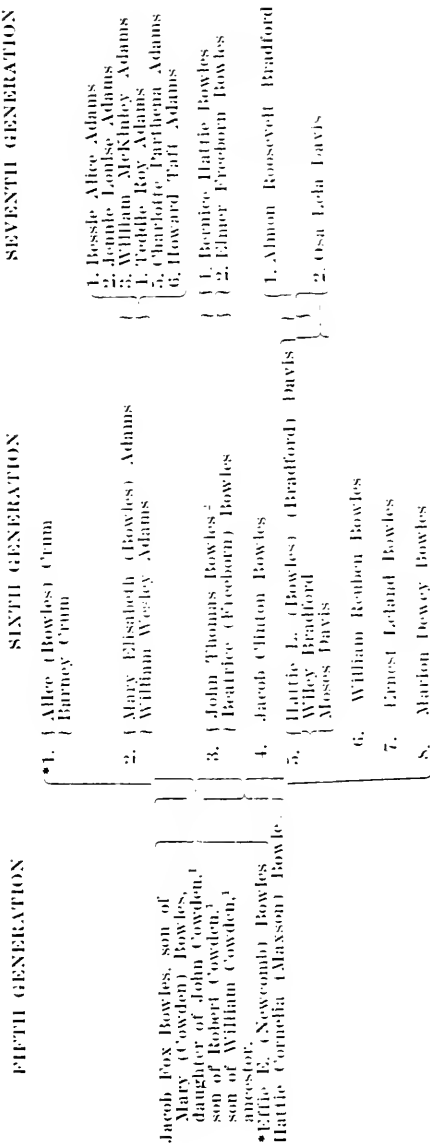 FIFTH GENERATION
Jacob Fox Bowles, son of
Mary (Cowden) Bowles,
daughter of John Cowden,¹
son of Robert Cowden,¹
son of William Cowden,¹
ancestor.
*Effie E. (Newcomb) Bowles
Hattie Cornelia (Maxson) Bowle
SIXTH GENERATION
*1. { Alice (Bowles) Crum
{ Barney Crum
2. { Mary Elisabeth (Bowles) Adams
{ William Wesley Adams
3. { John Thomas Bowles²
{ Beatrice (Freeborn) Bowles
4. Jacob Clinton Bowles
5. { Hattie L. (Bowles) (Bradford) Davis
{ Wiley Bradford
{ Moses Davis
6. William Reuben Bowles
7. Ernest Leland Bowles
8. Marion Dewey Bowles
SEVENTH GENERATION
1. Bessie Alice Adams
2. Jennie Louise Adams
3. William McKinley Adams
4. Teddie Roy Adams
5. Charlotte Parthena Adams
6. Howard Taft Adams
1. Bernice Hattie Bowles
2. Elmer Freeborn Bowles
1. Almon Roosevelt Bradford
2. Osa Lela Davis